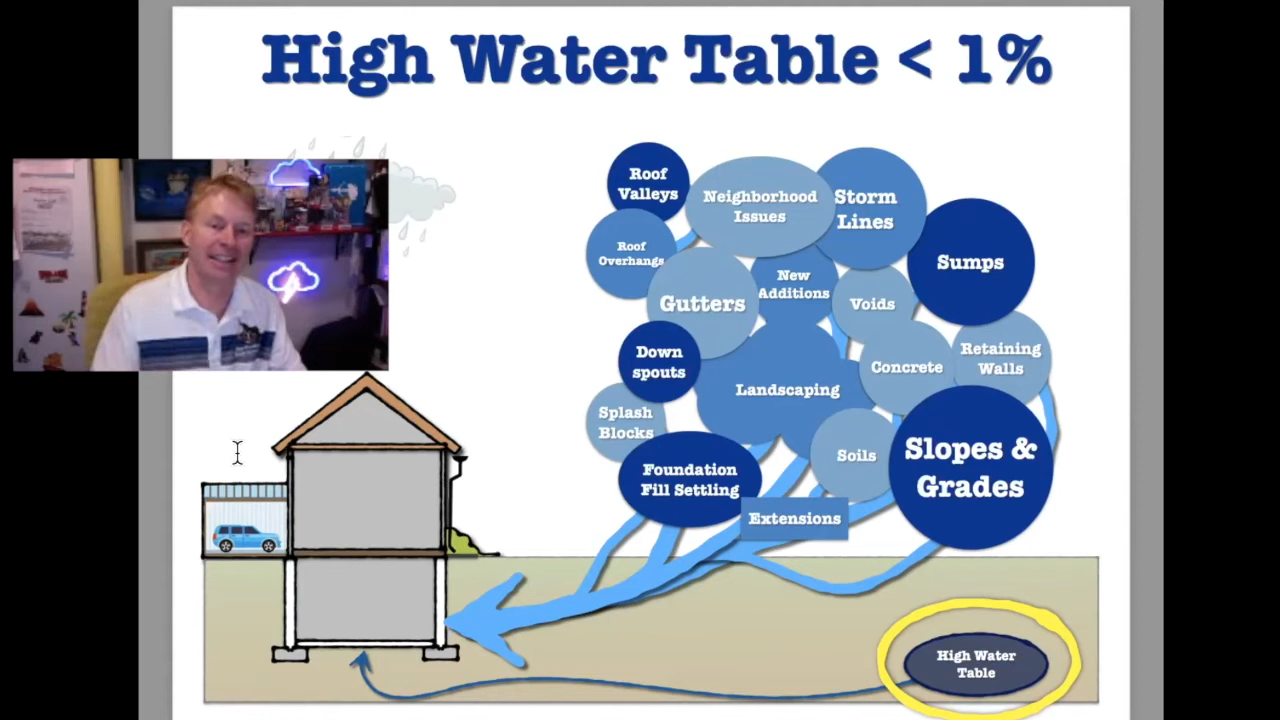 High Water Table < 1%
Roof
Valleys
Neighborhood
Issues
Storm
Lines
Roof
Overhangs
Sumps
New
Additions
Gutters
Voids
Down
spouts
Retaining
Walls
Concrete
Landscaping
Splash
Blocks
Soils
Slopes &
Grades
Foundation
Fill Settling
Extensions
High Water
Table